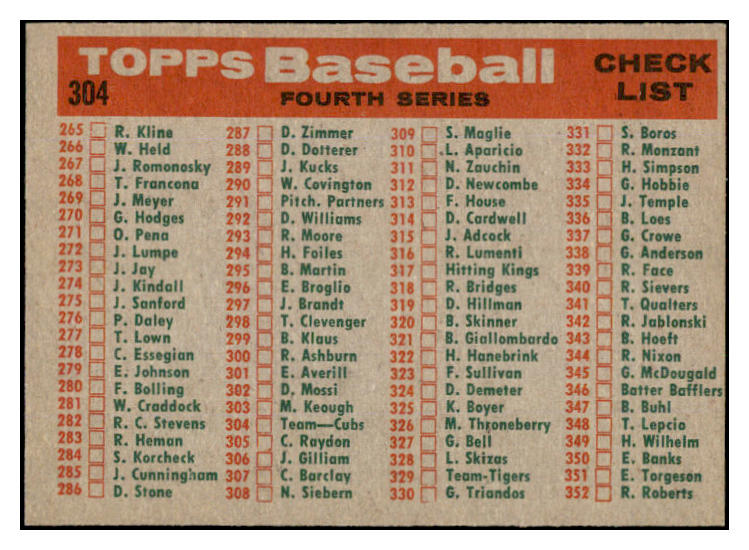 TOPPS Baseball
CHECK LIST
304
FOURTH SERIES
265 R. Kline
266 W. Held
267 J. Romonosky
268 T. Francona
269 J. Meyer
270 G. Hodges
271 O. Pena
272 J. Lumpe
273 J. Jay
274 J. Kindall
275 J. Sanford
276 P. Daley
277 T. Lown
278 C. Essegian
279 E. Johnson
280 F. Bolling
281 W. Craddock
282 R. C. Stevens
283 R. Heman
284 S. Korcheck
285 J. Cunningham
286 D. Stone
287 D. Zimmer
288 D. Dotterer
289 J. Kucks
290 W. Covington
291 Pitch. Partners
292 D. Williams
293 R. Moore
294 H. Foiles
295 B. Martin
296 E. Broglio
297 J. Brandt
298 T. Clevenger
299 B. Klaus
300 R. Ashburn
301 E. Averill
302 D. Mossi
303 M. Keough
304 Team—Cubs
305 C. Raydon
306 J. Gilliam
307 C. Barclay
308 N. Siebern
309 S. Maglie
310 L. Aparicio
311 N. Zauchin
312 D. Newcombe
313 F. House
314 D. Cardwell
315 J. Adcock
316 R. Lumenti
317 Hitting Kings
318 R. Bridges
319 D. Hillman
320 B. Skinner
321 B. Giallombardo
322 H. Hanebrink
323 F. Sullivan
324 D. Demeter
325 K. Boyer
326 M. Throneberry
327 G. Bell
328 L. Skizas
329 Team-Tigers
330 G. Triandos
331 S. Boros
332 R. Monzant
333 H. Simpson
334 G. Hobbie
335 J. Temple
336 B. Loes
337 G. Crowe
338 G. Anderson
339 R. Face
340 R. Sievers
341 T. Qualters
342 R. Jablonski
343 B. Hoeft
344 R. Nixon
345 G. McDougald
346 Batter Bafflers
347 B. Buhl
348 T. Lepcio
349 H. Wilhelm
350 E. Banks
351 E. Torgeson
352 R. Roberts